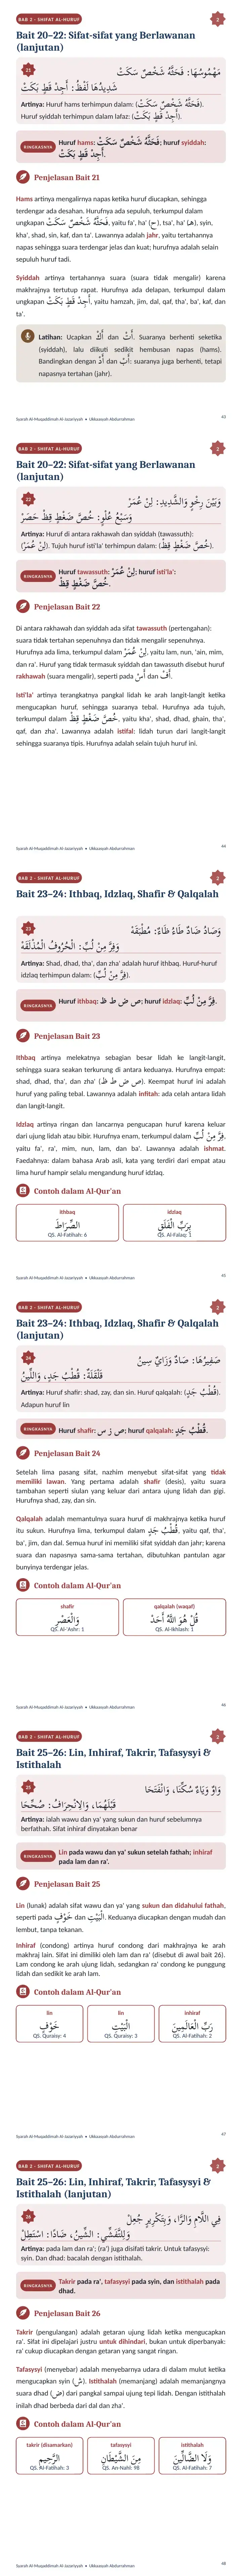 BAB 2 · SIFAT AL-HURUF
2
Bait 20–22: Sifat-sifat yang Berlawanan
(lanjutan)
21
مَهْمُوسُهَا: فَحَثَّهُ شَخْصٌ سَكَتْ
شَدِيدُهَا لَفْظُ: أَجِدْ قَطٍ بَكَتْ
Artinya: Huruf hams terhimpun dalam: (فَحَثَّهُ شَخْصٌ سَكَتْ).
Huruf syiddah terhimpun dalam lafaz: (أَجِدْ قَطٍ بَكَتْ).
RINGKASNYA
Huruf hams: فَحَثَّهُ شَخْصٌ سَكَتْ; huruf syiddah:
أَجِدْ قَطٍ بَكَتْ.
Penjelasan Bait 21
Hams artinya mengalirnya napas ketika huruf diucapkan, sehingga
terdengar ada desahan. Hurufnya ada sepuluh, terkumpul dalam
ungkapan فَحَثَّهُ شَخْصٌ سَكَتْ, yaitu fa', ha' (ح), tsa', ha' (هـ), syin,
kha', shad, sin, kaf, dan ta'. Lawannya adalah jahr, yaitu tertahannya
napas sehingga suara terdengar jelas dan kuat; hurufnya adalah selain
sepuluh huruf tadi.
Syiddah artinya tertahannya suara (suara tidak mengalir) karena
makhrajnya tertutup rapat. Hurufnya ada delapan, terkumpul dalam
ungkapan أَجِدْ قَطٍ بَكَتْ, yaitu hamzah, jim, dal, qaf, tha', ba', kaf, dan
ta'.
Latihan: Ucapkan أَكْ dan أَتْ. Suaranya berhenti seketika
(syiddah), lalu diikuti sedikit hembusan napas (hams).
Bandingkan dengan أَدْ dan أَبْ: suaranya juga berhenti, tetapi
napasnya tertahan (jahr).
Syarah Al-Muqaddimah Al-Jazariyyah • Ukkaasyah Abdurrahman
43
BAB 2 · SIFAT AL-HURUF
2
Bait 20–22: Sifat-sifat yang Berlawanan
(lanjutan)
22
وَبَيْنَ رِخْوٍ وَالشَّدِيدِ: لِنْ عُمَرْ
وَسَبْعُ عُلْوٍ: خُصَّ ضَغْطٍ قِظْ حَصَرْ
Artinya: Huruf di antara rakhawah dan syiddah (tawassuth):
(لِنْ عُمَرْ). Tujuh huruf isti'la' terhimpun dalam: (خُصَّ ضَغْطٍ قِظْ).
RINGKASNYA
Huruf tawassuth: لِنْ عُمَرْ; huruf isti'la':
خُصَّ ضَغْطٍ قِظْ.
Penjelasan Bait 22
Di antara rakhawah dan syiddah ada sifat tawassuth (pertengahan):
suara tidak tertahan sepenuhnya dan tidak mengalir sepenuhnya.
Hurufnya ada lima, terkumpul dalam لِنْ عُمَرْ, yaitu lam, nun, 'ain, mim,
dan ra'. Huruf yang tidak termasuk syiddah dan tawassuth disebut huruf
rakhawah (suara mengalir), seperti pada أَسْ dan أَفْ.
Isti'la' artinya terangkatnya pangkal lidah ke arah langit-langit ketika
mengucapkan huruf, sehingga suaranya tebal. Hurufnya ada tujuh,
terkumpul dalam خُصَّ ضَغْطٍ قِظْ, yaitu kha', shad, dhad, ghain, tha',
qaf, dan zha'. Lawannya adalah istifal: lidah turun dari langit-langit
sehingga suaranya tipis. Hurufnya adalah selain tujuh huruf ini.
Syarah Al-Muqaddimah Al-Jazariyyah • Ukkaasyah Abdurrahman
44
BAB 2 · SIFAT AL-HURUF
2
Bait 23–24: Ithbaq, Idzlaq, Shafir & Qalqalah
23
وَصَادُ ضَادٌ طَاءُ ظَاءٌ: مُطْبَقَهْ
وَفِرَّ مِنْ لُبِّ: الْحُرُوفُ الْمُذْلَقَهْ
Artinya: Shad, dhad, tha', dan zha' adalah huruf ithbaq. Huruf-huruf
idzlaq terhimpun dalam: (فِرَّ مِنْ لُبِّ).
RINGKASNYA
Huruf ithbaq: ص ض ط ظ; huruf idzlaq: فِرَّ مِنْ لُبِّ.
Penjelasan Bait 23
Ithbaq artinya melekatnya sebagian besar lidah ke langit-langit,
sehingga suara seakan terkurung di antara keduanya. Hurufnya empat:
shad, dhad, tha', dan zha' (ص ض ط ظ). Keempat huruf ini adalah
huruf yang paling tebal. Lawannya adalah infitah: ada celah antara lidah
dan langit-langit.
Idzlaq artinya ringan dan lancarnya pengucapan huruf karena keluar
dari ujung lidah atau bibir. Hurufnya enam, terkumpul dalam فِرَّ مِنْ لُبِّ,
yaitu fa', ra', mim, nun, lam, dan ba'. Lawannya adalah ishmat.
Faedahnya: dalam bahasa Arab asli, kata yang terdiri dari empat atau
lima huruf hampir selalu mengandung huruf idzlaq.
Contoh dalam Al-Qur'an
ithbaq
الصِّرَاطَ
QS. Al-Fatihah: 6
idzlaq
بِرَبِّ الْفَلَقِ
QS. Al-Falaq: 1
Syarah Al-Muqaddimah Al-Jazariyyah • Ukkaasyah Abdurrahman
45
BAB 2 · SIFAT AL-HURUF
2
Bait 23–24: Ithbaq, Idzlaq, Shafir & Qalqalah
(lanjutan)
24
صَفِيرُهَا: صَادٌ وَزَايٌ سِينُ
قَلْقَلَةٌ: قُطْبُ جَدٍ، وَاللِّينُ
Artinya: Huruf shafir: shad, zay, dan sin. Huruf qalqalah: (قُطْبُ جَدٍ).
Adapun huruf lin
RINGKASNYA
Huruf shafir: ص ز س; huruf qalqalah: قُطْبُ جَدٍ.
Penjelasan Bait 24
Setelah lima pasang sifat, nazhim menyebut sifat-sifat yang tidak
memiliki lawan. Yang pertama adalah shafir (desis), yaitu suara
tambahan seperti siulan yang keluar dari antara ujung lidah dan gigi.
Hurufnya shad, zay, dan sin.
Qalqalah adalah memantulnya suara huruf di makhrajnya ketika huruf
itu sukun. Hurufnya lima, terkumpul dalam قُطْبُ جَدٍ, yaitu qaf, tha',
ba', jim, dan dal. Semua huruf ini memiliki sifat syiddah dan jahr; karena
suara dan napasnya sama-sama tertahan, dibutuhkan pantulan agar
bunyinya terdengar jelas.
Contoh dalam Al-Qur'an
shafir
وَالْعَصْرِ
QS. Al-'Ashr: 1
qalqalah (waqaf)
قُلْ هُوَ اللَّهُ أَحَدٌ
QS. Al-Ikhlash: 1
Syarah Al-Muqaddimah Al-Jazariyyah • Ukkaasyah Abdurrahman
46
BAB 2 · SIFAT AL-HURUF
2
Bait 25–26: Lin, Inhiraf, Takrir, Tafasysyi &
Istithalah
25
وَاوٌ وَيَاءٌ سُكِّنَا، وَانْفَتَحَا
قَبْلَهُمَا، وَالِانْحِرَافُ: صُحِّحَا
Artinya: ialah wawu dan ya' yang sukun dan huruf sebelumnya
berfathah. Sifat inhiraf dinyatakan benar
RINGKASNYA
Lin pada wawu dan ya' sukun setelah fathah; inhiraf
pada lam dan ra'.
Penjelasan Bait 25
Lin (lunak) adalah sifat wawu dan ya' yang sukun dan didahului fathah,
seperti pada خَوْفٍ dan الْبَيْتِ. Keduanya diucapkan dengan mudah dan
lembut, tanpa tekanan.
Inhiraf (condong) artinya huruf condong dari makhrajnya ke arah
makhraj lain. Sifat ini dimiliki oleh lam dan ra' (disebut di awal bait 26).
Lam condong ke arah ujung lidah, sedangkan ra' condong ke punggung
lidah dan sedikit ke arah lam.
Contoh dalam Al-Qur'an
lin
خَوْفٍ
QS. Quraisy: 4
lin
الْبَيْتِ
QS. Quraisy: 3
inhiraf
رَبِّ الْعَالَمِينَ
QS. Al-Fatihah: 2
Syarah Al-Muqaddimah Al-Jazariyyah • Ukkaasyah Abdurrahman
47
BAB 2 · SIFAT AL-HURUF
2
Bait 25–26: Lin, Inhiraf, Takrir, Tafasysyi &
Istithalah (lanjutan)
26
فِي اللَّامِ وَالرَّا، وَبِتَكْرِيرٍ جُعِلْ
وَلِلتَّفَشِّي: الشِّينُ، ضَادًا: اسْتَطِلْ
Artinya: pada lam dan ra'; (ra') juga disifati takrir. Untuk tafasysyi:
syin. Dan dhad: bacalah dengan istithalah.
RINGKASNYA
Takrir pada ra', tafasysyi pada syin, dan istithalah pada
dhad.
Penjelasan Bait 26
Takrir (pengulangan) adalah getaran ujung lidah ketika mengucapkan
ra'. Sifat ini dipelajari justru untuk dihindari, bukan untuk diperbanyak:
ra' cukup diucapkan dengan getaran yang sangat ringan.
Tafasysyi (menyebar) adalah menyebarnya udara di dalam mulut ketika
mengucapkan syin (ش). Istithalah (memanjang) adalah memanjangnya
suara dhad (ض) dari pangkal sampai ujung tepi lidah. Dengan istithalah
inilah dhad berbeda dari dal dan zha'.
Contoh dalam Al-Qur'an
takrir (disamarkan)
الرَّحِيمِ
QS. Al-Fatihah: 3
tafasysyi
مِنَ الشَّيْطَانِ
QS. An-Nahl: 98
istithalah
وَلَا الضَّالِّينَ
QS. Al-Fatihah: 7
Syarah Al-Muqaddimah Al-Jazariyyah • Ukkaasyah Abdurrahman
48